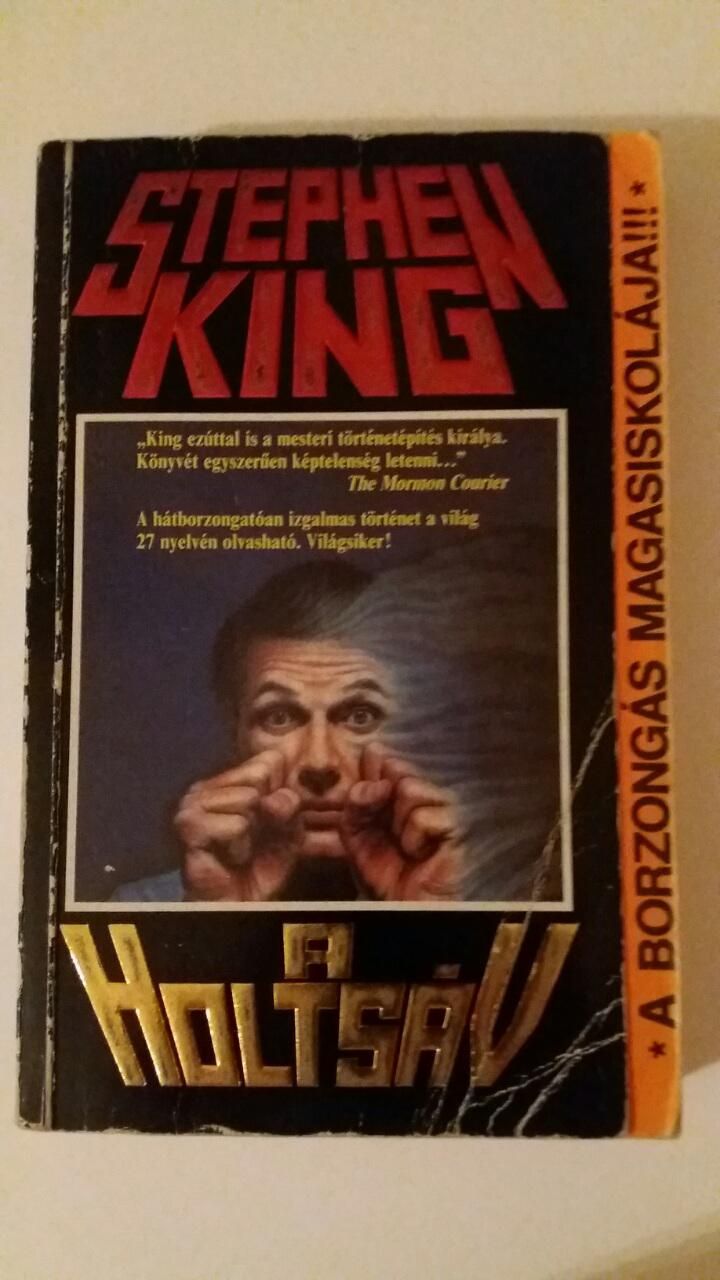 STEPHEN
KING
„King ezúttal is a mesteri történetépítés királya.
Könyvét egyszerűen képtelenség letenni..."
The Mormon Courier
A hátborzongatóan izgalmas történet a világ
27 nyelvén olvasható. Világsiker!
A
HOLTSÁV
* A BORZONGÁS MAGASISKOLÁJA!!! *